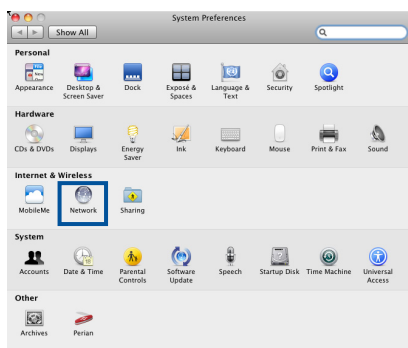 System Preferences
Show All
Personal
Appearance Desktop & Screen Saver Dock Exposé & Spaces Language & Text Security Spotlight
Hardware
CDs & DVDs Displays Energy Saver Ink Keyboard Mouse Print & Fax Sound
Internet & Wireless
MobileMe Network Sharing
System
Accounts Date & Time Parental Controls Software Update Speech Startup Disk Time Machine Universal Access
Other
Archives Perian